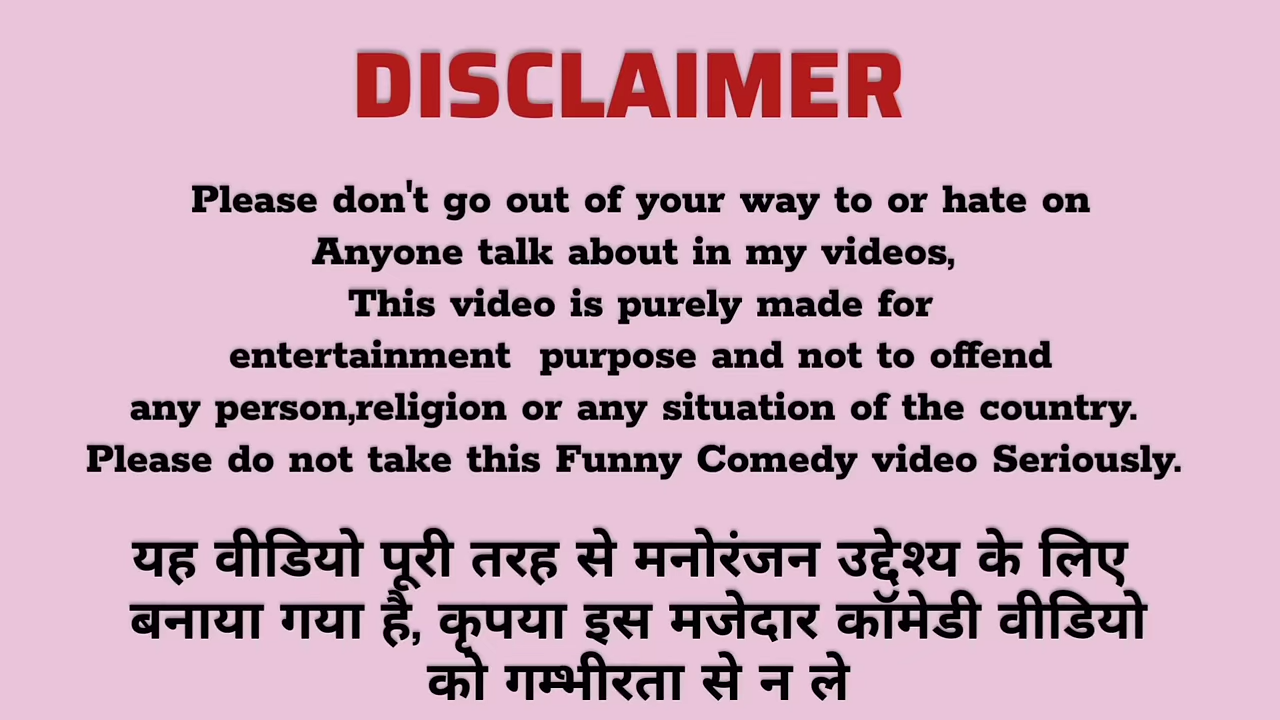 DISCLAIMER
Please don't go out of your way to or hate on
Anyone talk about in my videos,
This video is purely made for
entertainment purpose and not to offend
any person,religion or any situation of the country.
Please do not take this Funny Comedy video Seriously.
यह वीडियो पूरी तरह से मनोरंजन उद्देश्य के लिए
बनाया गया है, कृपया इस मजेदार कॉमेडी वीडियो
को गम्भीरता से न ले